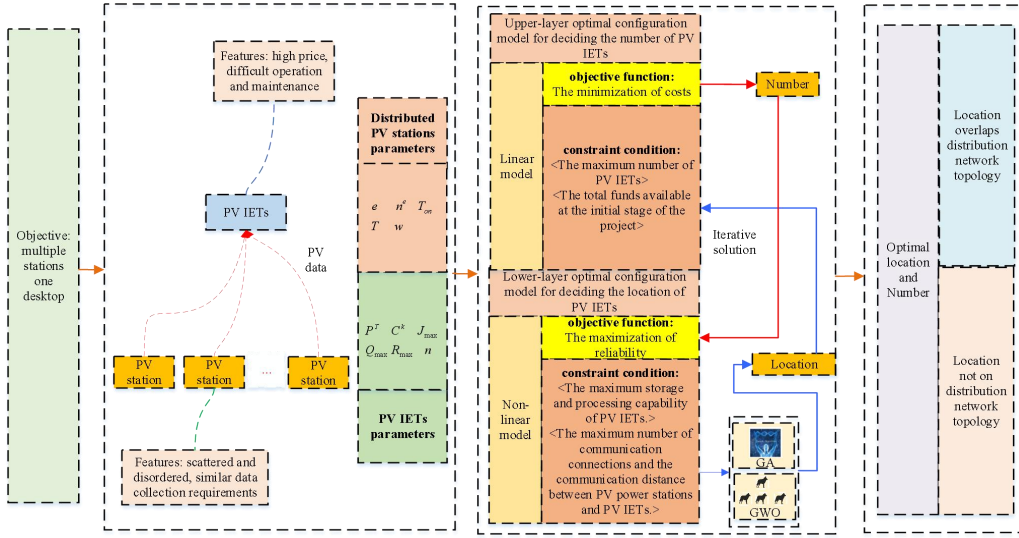 Objective:
multiple
stations
one
desktop
Features: high price,
difficult operation
and maintenance
PV IETs
PV
data
PV
station
PV
station
...
PV
station
Features: scattered and
disordered, similar data
collection requirements
Distributed
PV stations
parameters
e n^e T_on
T w
P^T C^k J_max
Q_max R_max n
PV IETs
parameters
Upper-layer optimal configuration
model for deciding the number of PV
IETs
Linear
model
objective function:
The minimization of costs
constraint condition:
<The maximum number of
PV IETs>
<The total funds available
at the initial stage of the
project>
Number
Iterative
solution
Lower-layer optimal configuration
model for deciding the location of
PV IETs
Non-
linear
model
objective function:
The maximization of
reliability
constraint condition:
<The maximum storage
and processing capability
of PV IETs.>
<The maximum number of
communication
connections and the
communication distance
between PV power stations
and PV IETs.>
Location
GA
GWO
Optimal
location
and
Number
Location
overlaps
distribution
network
topology
Location
not on
distribution
network
topology